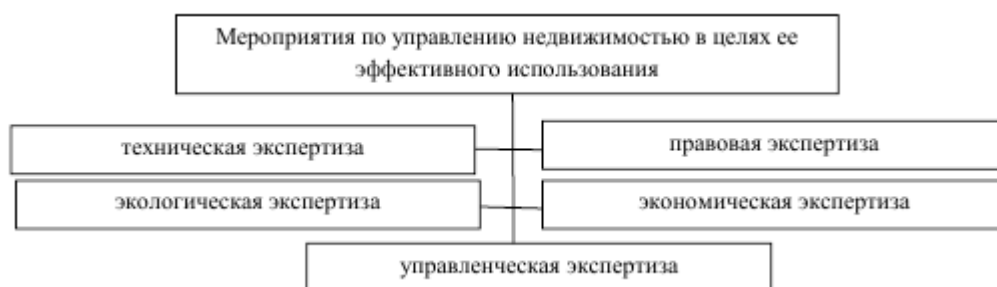 Мероприятия по управлению недвижимостью в целях ее
эффективного использования
техническая экспертиза
правовая экспертиза
экологическая экспертиза
экономическая экспертиза
управленческая экспертиза